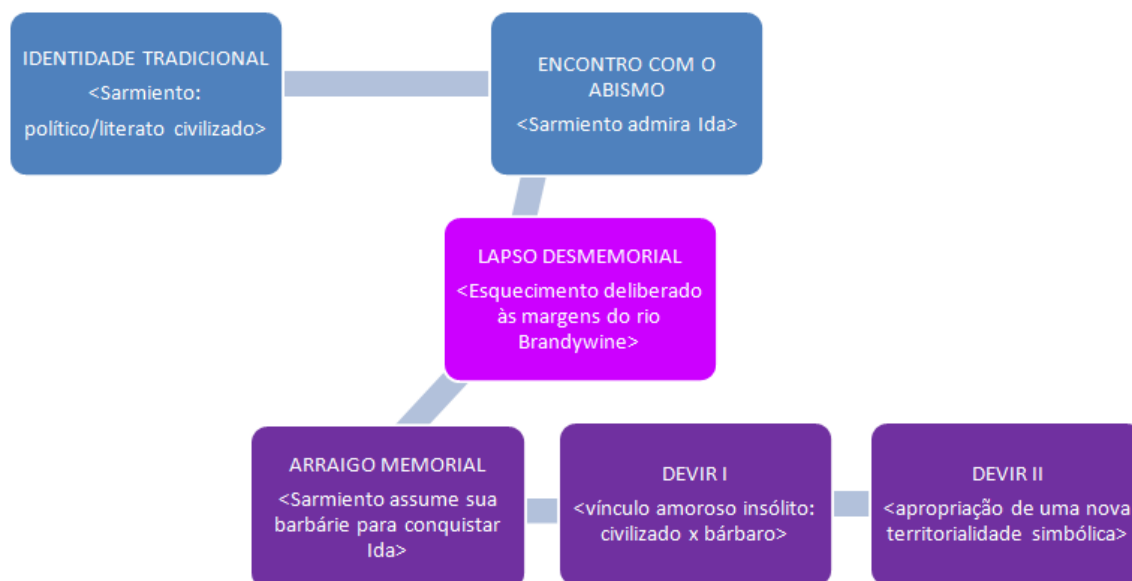 IDENTIDADE TRADICIONAL
<Sarmiento:
político/literato civilizado>
ENCONTRO COM O
ABISMO
<Sarmiento admira Ida>
LAPSO DESMEMORIAL
<Esquecimento deliberado
às margens do rio
Brandywine>
ARRAIGO MEMORIAL
<Sarmiento assume sua
barbárie para conquistar
Ida>
DEVIR I
<vínculo amoroso insólito:
civilizado x bárbaro>
DEVIR II
<apropriação de uma nova
territorialidade simbólica>